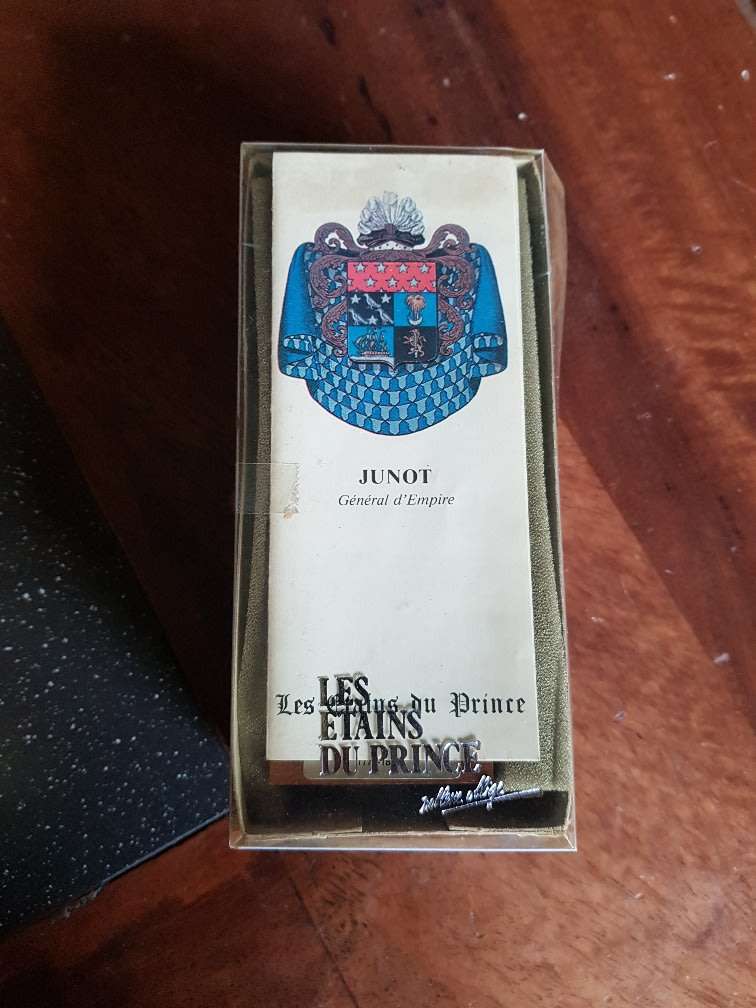 JUNOT
Général d'Empire
Les Etains du Prince
LES
ETAINS
DU PRINCE